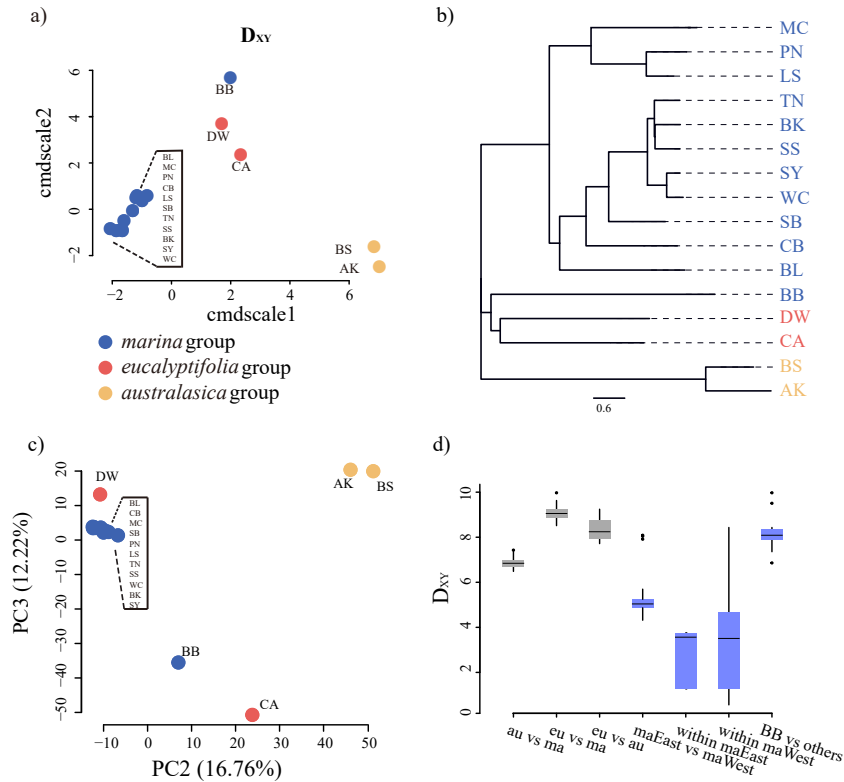 a)
D_XY
cmdscale2
6
4
2
0
−2
BB
DW
CA
BS
AK
BL
MC
PN
CB
LS
SB
TN
SS
BK
SY
WC
−2
0
2
4
6
cmdscale1
marina group
eucalyptifolia group
australasica group
b)
MC
PN
LS
TN
BK
SS
SY
WC
SB
CB
BL
BB
DW
CA
BS
AK
0.6
c)
PC3 (12.22%)
20
10
0
−10
−20
−30
−40
−50
DW
AK
BS
BL
CB
MC
SB
PN
LS
TN
SS
WC
BK
SY
BB
CA
−10
0
10
20
30
40
50
PC2 (16.76%)
d)
D_XY
10
8
6
4
2
0
au vs ma
eu vs ma
eu vs au
maEast vs maWest
within maEast
within maWest
BB vs others